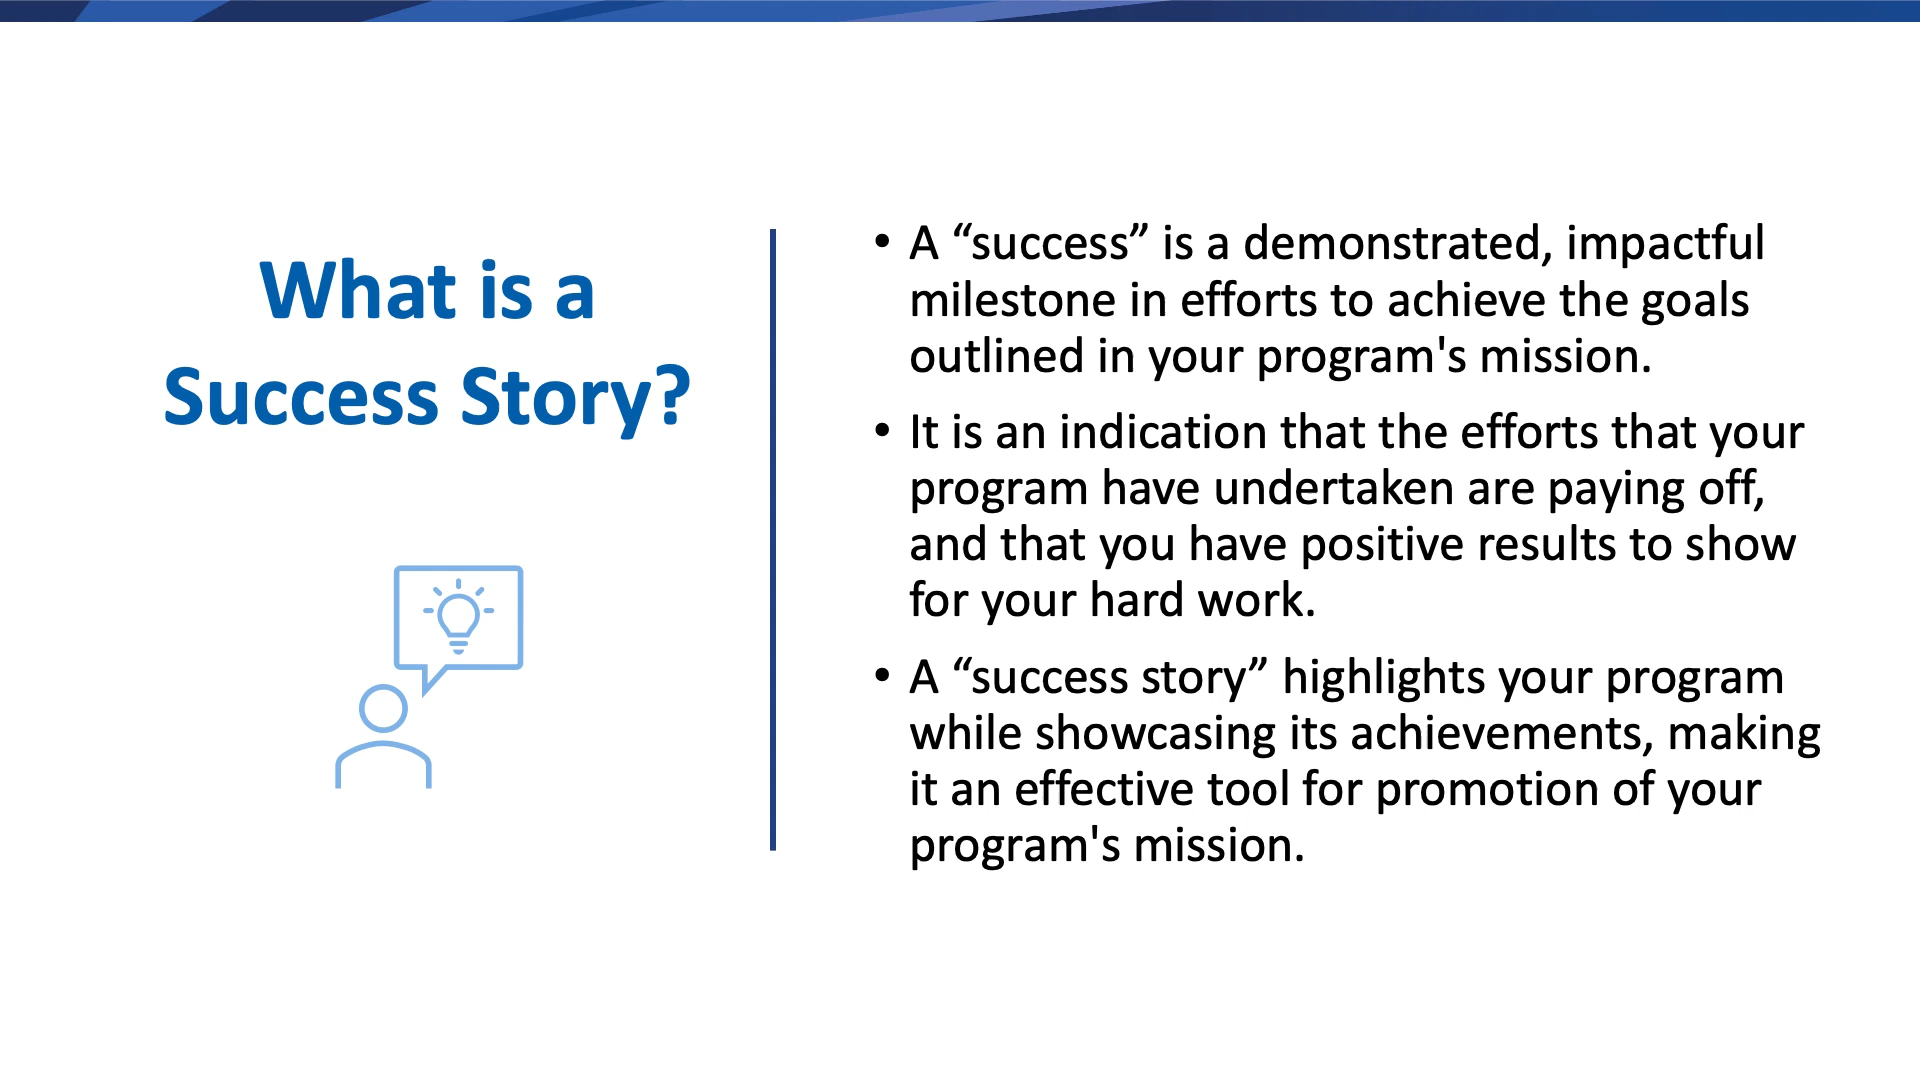 What is a
Success Story?
• A “success” is a demonstrated, impactful
milestone in efforts to achieve the goals
outlined in your program's mission.
• It is an indication that the efforts that your
program have undertaken are paying off,
and that you have positive results to show
for your hard work.
• A “success story” highlights your program
while showcasing its achievements, making
it an effective tool for promotion of your
program's mission.